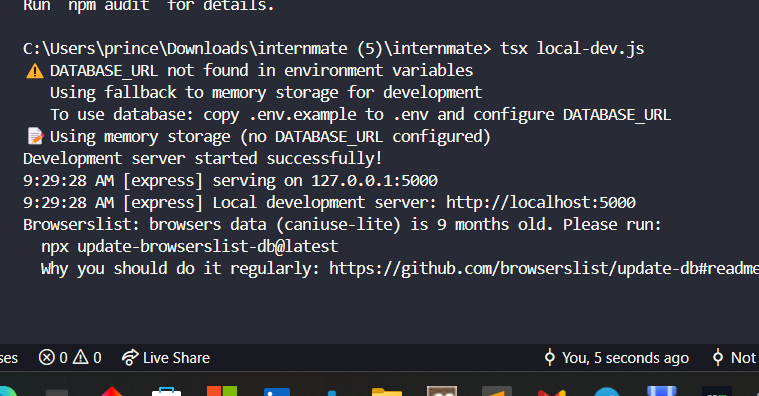 Run `npm audit` for details.
C:\Users\prince\Downloads\internmate (5)\internmate> tsx local-dev.js
⚠ DATABASE_URL not found in environment variables
Using fallback to memory storage for development
To use database: copy .env.example to .env and configure DATABASE_URL
📝 Using memory storage (no DATABASE_URL configured)
Development server started successfully!
9:29:28 AM [express] serving on 127.0.0.1:5000
9:29:28 AM [express] Local development server: http://localhost:5000
Browserslist: browsers data (caniuse-lite) is 9 months old. Please run:
npx update-browserslist-db@latest
Why you should do it regularly: https://github.com/browserslist/update-db#readme
ses 0 0 Live Share You, 5 seconds ago Not